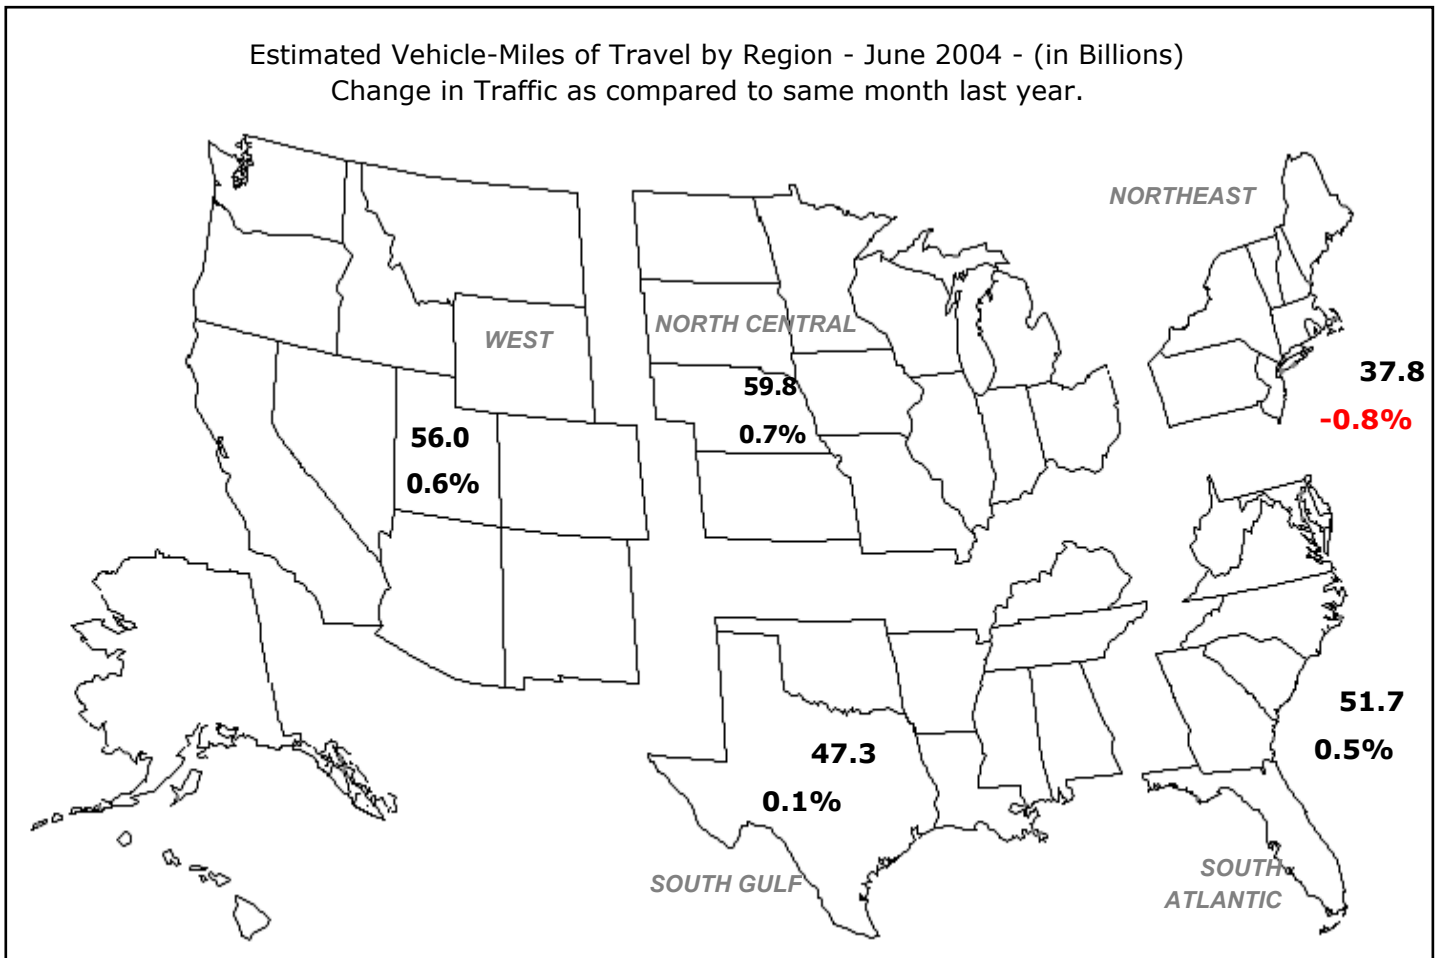 Estimated Vehicle-Miles of Travel by Region - June 2004 - (in Billions)
Change in Traffic as compared to same month last year.
NORTHEAST
WEST
NORTH CENTRAL
37.8
-0.8%
59.8
0.7%
56.0
0.6%
51.7
0.5%
47.3
0.1%
SOUTH GULF
SOUTH
ATLANTIC